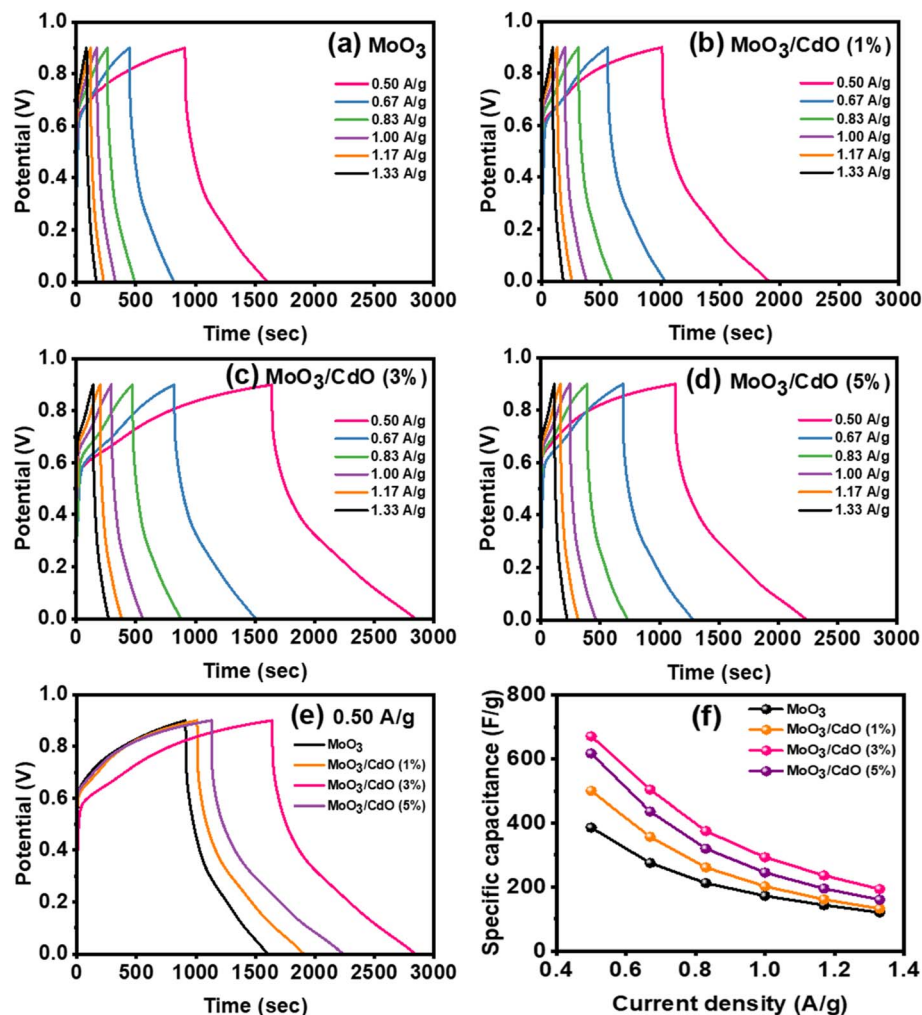 (a) MoO₃
0.50 A/g
0.67 A/g
0.83 A/g
1.00 A/g
1.17 A/g
1.33 A/g
Potential (V)
1.0
0.8
0.6
0.4
0.2
0.0
0 500 1000 1500 2000 2500 3000
Time (sec)
(b) MoO₃/CdO (1%)
0.50 A/g
0.67 A/g
0.83 A/g
1.00 A/g
1.17 A/g
1.33 A/g
Potential (V)
1.0
0.8
0.6
0.4
0.2
0.0
0 500 1000 1500 2000 2500 3000
Time (sec)
(c) MoO₃/CdO (3%)
0.50 A/g
0.67 A/g
0.83 A/g
1.00 A/g
1.17 A/g
1.33 A/g
Potential (V)
1.0
0.8
0.6
0.4
0.2
0.0
0 500 1000 1500 2000 2500 3000
Time (sec)
(d) MoO₃/CdO (5%)
0.50 A/g
0.67 A/g
0.83 A/g
1.00 A/g
1.17 A/g
1.33 A/g
Potential (V)
1.0
0.8
0.6
0.4
0.2
0.0
0 500 1000 1500 2000 2500 3000
Time (sec)
(e) 0.50 A/g
MoO₃
MoO₃/CdO (1%)
MoO₃/CdO (3%)
MoO₃/CdO (5%)
Potential (V)
1.0
0.8
0.6
0.4
0.2
0.0
0 500 1000 1500 2000 2500 3000
Time (sec)
(f)
MoO₃
MoO₃/CdO (1%)
MoO₃/CdO (3%)
MoO₃/CdO (5%)
Specific capacitance (F/g)
800
600
400
200
0
0.4 0.6 0.8 1.0 1.2 1.4
Current density (A/g)